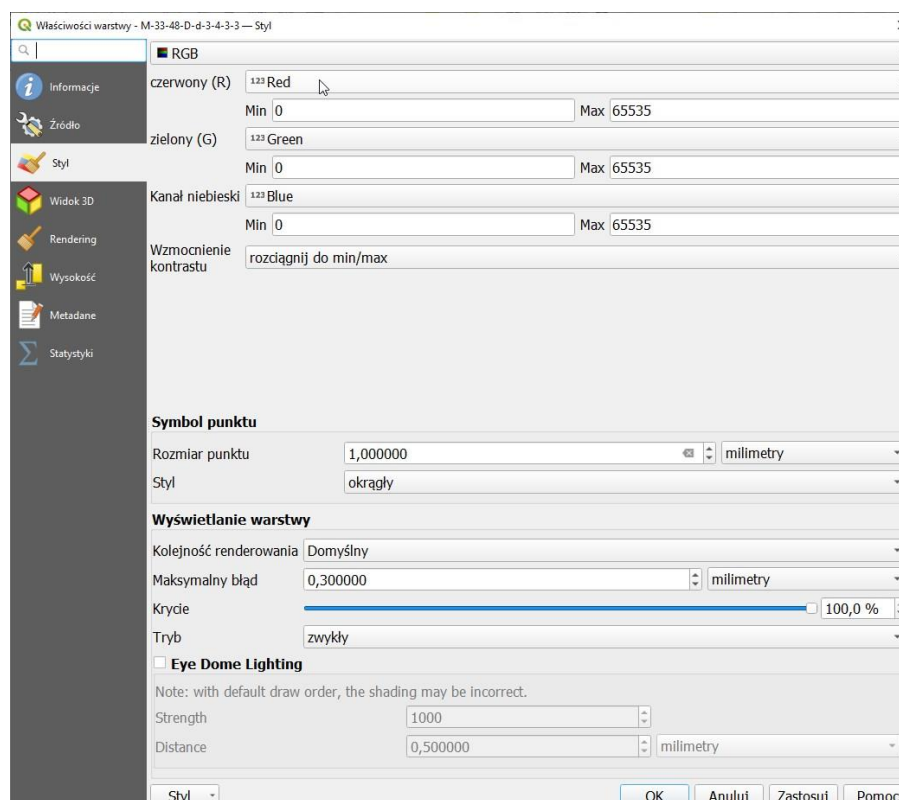 Właściwości warstwy - M-33-48-D-d-3-4-3-3 — Styl
RGB
Informacje
czerwony (R) 123 Red
Min 0 Max 65535
Źródło
zielony (G) 123 Green
Styl
Min 0 Max 65535
Widok 3D
Kanał niebieski 123 Blue
Min 0 Max 65535
Rendering
Wzmocnienie kontrastu rozciągnij do min/max
Wysokość
Metadane
Statystyki
Symbol punktu
Rozmiar punktu 1,000000 milimetry
Styl okrągły
Wyświetlanie warstwy
Kolejność renderowania Domyślny
Maksymalny błąd 0,300000 milimetry
Krycie 100,0 %
Tryb zwykły
Eye Dome Lighting
Note: with default draw order, the shading may be incorrect.
Strength 1000
Distance 0,500000 milimetry
Styl OK Anuluj Zastosuj Pomoc